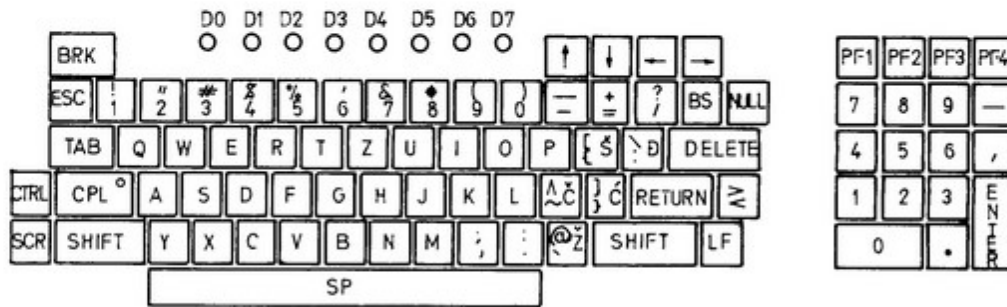 D0 D1 D2 D3 D4 D5 D6 D7
BRK ↑ ↓ ← → PF1 PF2 PF3 PF4
ESC ! 1 " 2 # 3 $ 4 % 5 ' 6 & 7 8 ( 9 ) 0 — – + = ? / BS NULL 7 8 9 —
TAB Q W E R T Z U I O P [ { Š \ Đ DELETE 4 5 6 ,
CTRL CPL A S D F G H J K L ^ ~ Č ] } Ć RETURN > < 1 2 3 ENTER
SCR SHIFT Y X C V B N M ; , : . @ ` Ž SHIFT LF 0 .
SP